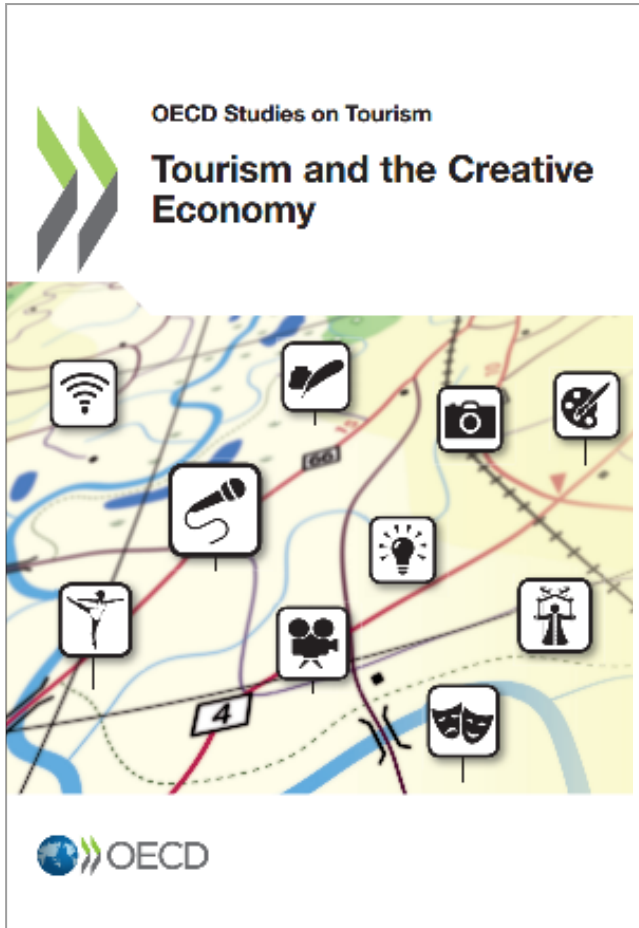 OECD Studies on Tourism
Tourism and the Creative
Economy
66
4
OECD